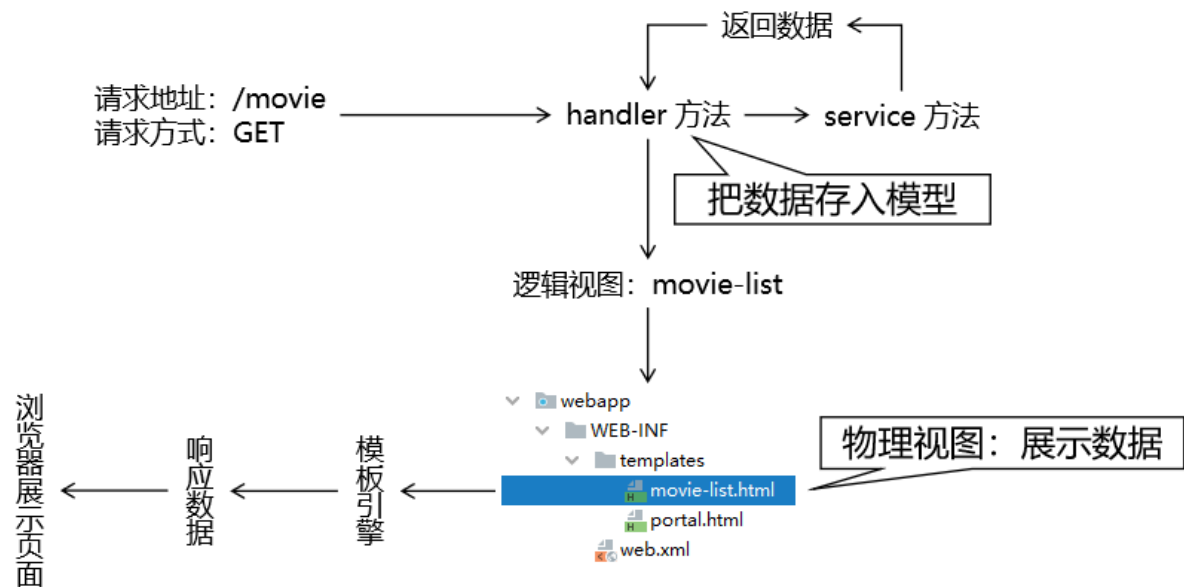 返回数据
请求地址：/movie
请求方式：GET
handler 方法
service 方法
把数据存入模型
逻辑视图：movie-list
webapp
WEB-INF
templates
movie-list.html
portal.html
web.xml
物理视图：展示数据
模板引擎
响应数据
浏览器展示页面